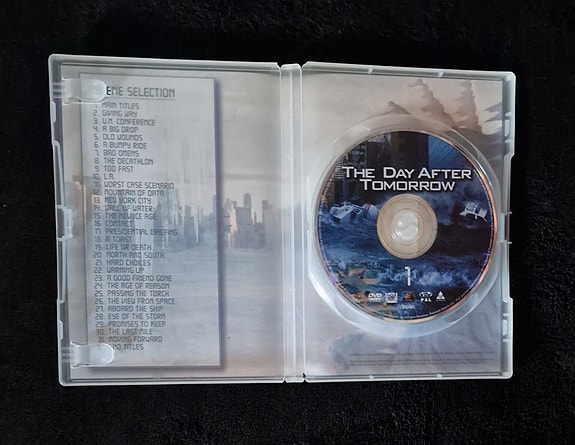 ENE SELECTION
1. MAIN TITLES
2. GIVING WAY
3. U.N. CONFERENCE
4. A BIG DROP
5. OLD WOUNDS
6. A BUMPY RIDE
7. BAD OMENS
8. THE DECATHLON
9. TOO FAST
10. L.A.
11. WORST CASE SCENARIO
12. MOUNTAIN OF DATA
13. NEW YORK CITY
14. WALL OF WATER
15. THE NEW ICE AGE
16. CONTACT
17. PRESIDENTIAL BRIEFING
18. A TOAST
19. LIFE OR DEATH
20. NORTH AND SOUTH
21. HARD CHOICES
22. WARMING UP
23. A GOOD FRIEND GONE
24. THE AGE OF REASON
25. PASSING THE TORCH
26. THE VIEW FROM SPACE
27. ABOARD THE SHIP
28. EYE OF THE STORM
29. PROMISES TO KEEP
30. THE LAST MILE
31. MOVING FORWARD
END TITLES
THE DAY AFTER
TOMORROW
1
DVD
PAL